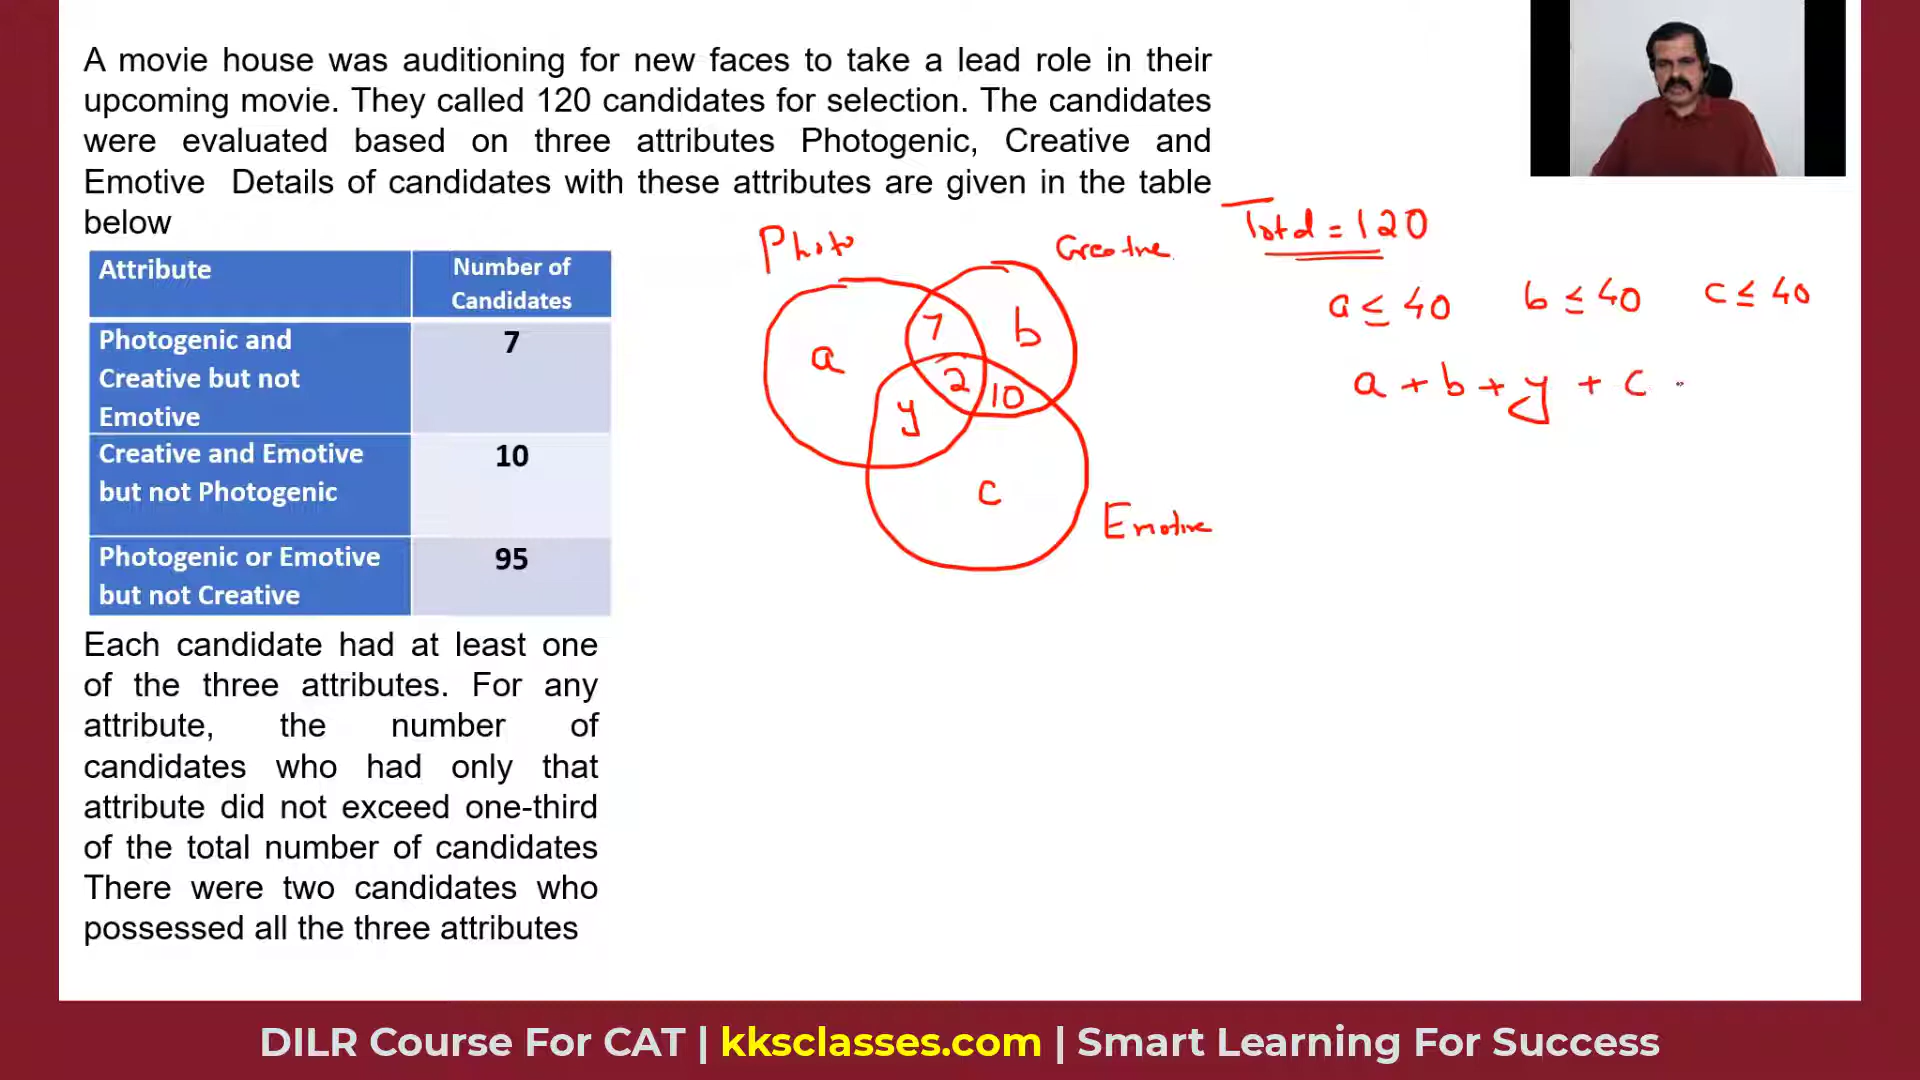 A movie house was auditioning for new faces to take a lead role in their
upcoming movie. They called 120 candidates for selection. The candidates
were evaluated based on three attributes Photogenic, Creative and
Emotive Details of candidates with these attributes are given in the table
below
Attribute
Number of
Candidates
Photogenic and
Creative but not
Emotive
7
Creative and Emotive
but not Photogenic
10
Photogenic or Emotive
but not Creative
95
Each candidate had at least one
of the three attributes. For any
attribute, the number of
candidates who had only that
attribute did not exceed one-third
of the total number of candidates
There were two candidates who
possessed all the three attributes
Photo
Creative
a
7
b
2
10
y
c
Emotive
Total = 120
a ≤ 40 b ≤ 40 c ≤ 40
a + b + y + c
DILR Course For CAT | kksclasses.com | Smart Learning For Success